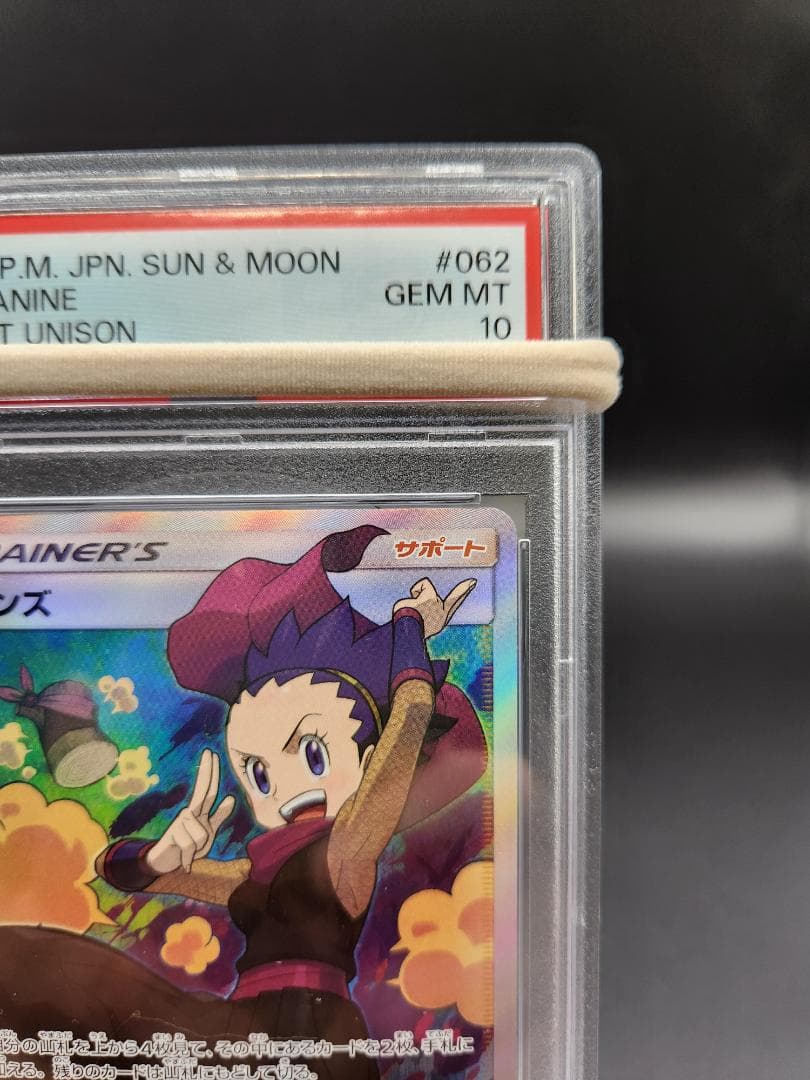 P.M. JPN. SUN & MOON #062
ANINE GEM MT
T UNISON 10
AINER'S サポート
ンズ
分の山札を上から4枚見て、その中にあるカードを2枚、手札に
加える。残りのカードは山札にもどして切る。